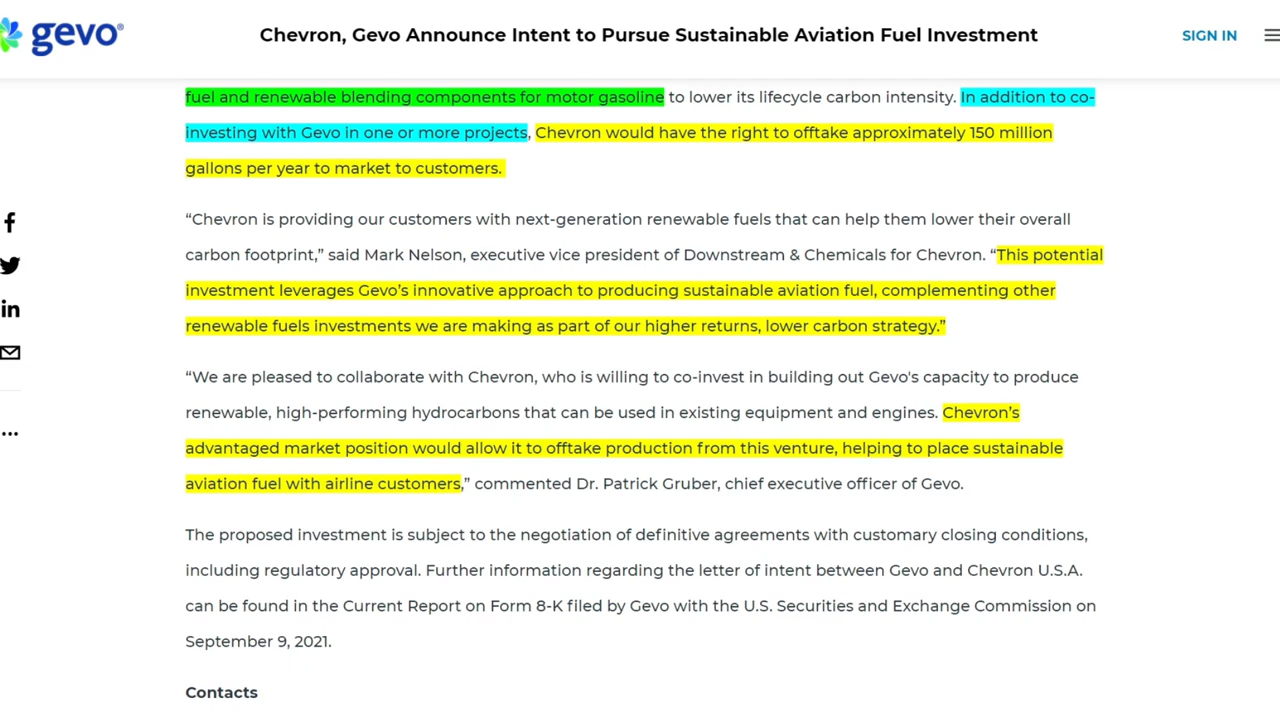 gevo
Chevron, Gevo Announce Intent to Pursue Sustainable Aviation Fuel Investment
SIGN IN
fuel and renewable blending components for motor gasoline to lower its lifecycle carbon intensity. In addition to co-
investing with Gevo in one or more projects, Chevron would have the right to offtake approximately 150 million
gallons per year to market to customers.
“Chevron is providing our customers with next-generation renewable fuels that can help them lower their overall
carbon footprint,” said Mark Nelson, executive vice president of Downstream & Chemicals for Chevron. “This potential
investment leverages Gevo’s innovative approach to producing sustainable aviation fuel, complementing other
renewable fuels investments we are making as part of our higher returns, lower carbon strategy.”
“We are pleased to collaborate with Chevron, who is willing to co-invest in building out Gevo's capacity to produce
renewable, high-performing hydrocarbons that can be used in existing equipment and engines. Chevron’s
advantaged market position would allow it to offtake production from this venture, helping to place sustainable
aviation fuel with airline customers,” commented Dr. Patrick Gruber, chief executive officer of Gevo.
The proposed investment is subject to the negotiation of definitive agreements with customary closing conditions,
including regulatory approval. Further information regarding the letter of intent between Gevo and Chevron U.S.A.
can be found in the Current Report on Form 8-K filed by Gevo with the U.S. Securities and Exchange Commission on
September 9, 2021.
Contacts